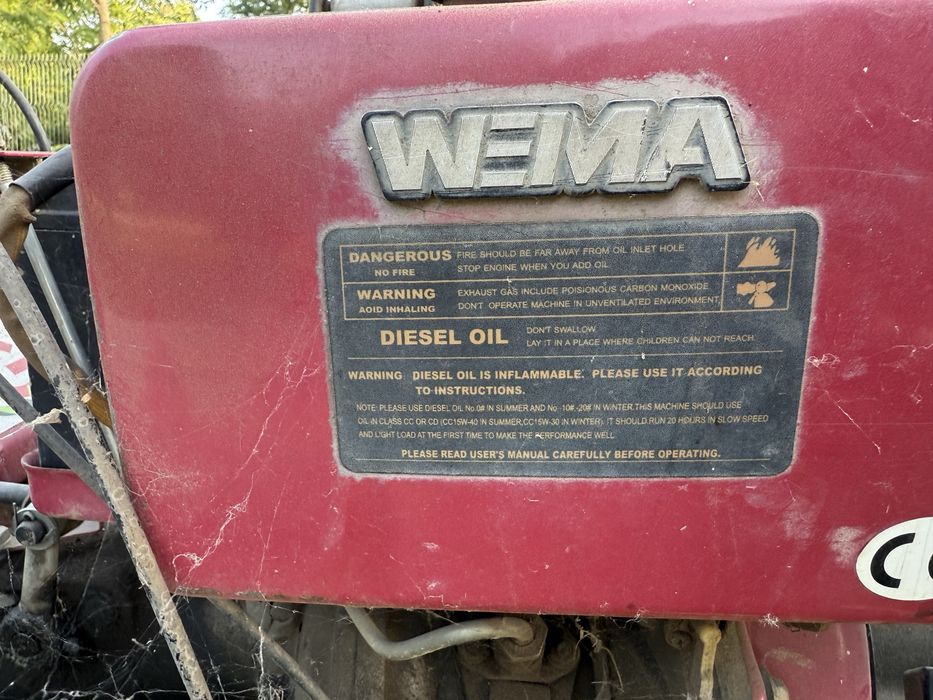 WEMA
DANGEROUS FIRE SHOULD BE FAR AWAY FROM OIL INLET HOLE
NO FIRE STOP ENGINE WHEN YOU ADD OIL
WARNING EXHAUST GAS INCLUDE POISIONOUS CARBON MONOXIDE.
AOID INHALING DON'T OPERATE MACHINE IN UNVENTILATED ENVIRONMENT,
DIESEL OIL DON'T SWALLOW
LAY IT IN A PLACE WHERE CHILDREN CAN NOT REACH.
WARNING DIESEL OIL IS INFLAMMABLE. PLEASE USE IT ACCORDING
TO INSTRUCTIONS.
NOTE: PLEASE USE DIESEL OIL No.0# IN SUMMER AND No -10# -20# IN WINTER.THIS MACHINE SHOULD USE
OIL IN CLASS CC OR CD (CC15W-40 IN SUMMER,CC15W-30 IN WINTER) IT SHOULD RUN 20 HOURS IN SLOW SPEED
AND LIGHT LOAD AT THE FIRST TIME TO MAKE THE PERFORMANCE WELL
PLEASE READ USER'S MANUAL CAREFULLY BEFORE OPERATING.
C